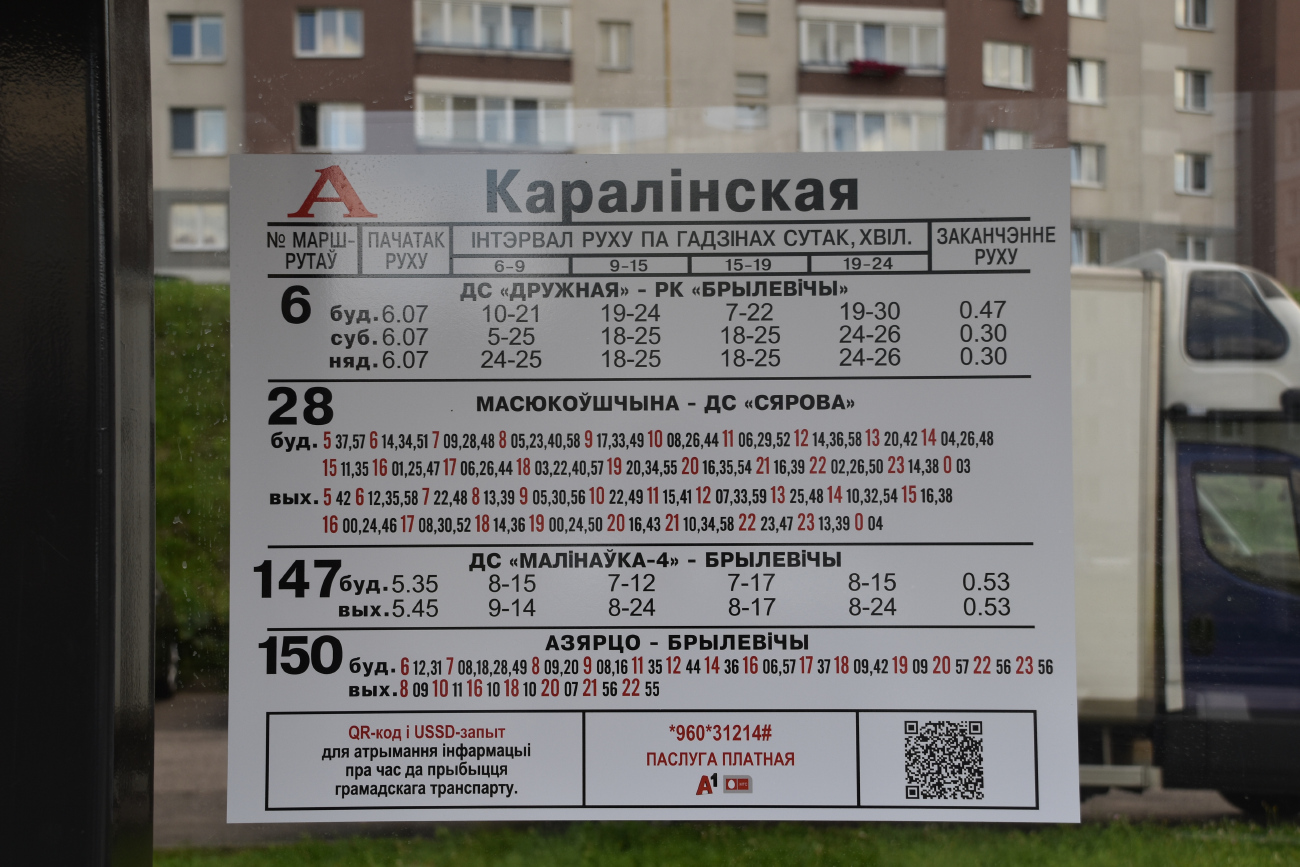 А Каралінская
№ МАРШ-РУТАЎ ПАЧАТАК РУХУ ІНТЭРВАЛ РУХУ ПА ГАДЗІНАХ СУТАК, ХВІЛ. ЗАКАНЧЭННЕ РУХУ
6-9 9-15 15-19 19-24
6 ДС «ДРУЖНАЯ» - РК «БРЫЛЕВІЧЫ»
буд. 6.07 10-21 19-24 7-22 19-30 0.47
суб. 6.07 5-25 18-25 18-25 24-26 0.30
няд. 6.07 24-25 18-25 18-25 24-26 0.30
28 МАСЮКОЎШЧЫНА - ДС «СЯРОВА»
буд. 5 37,57 6 14,34,51 7 09,28,48 8 05,23,40,58 9 17,33,49 10 08,26,44 11 06,29,52 12 14,36,58 13 20,42 14 04,26,48
15 11,35 16 01,25,47 17 06,26,44 18 03,22,40,57 19 20,34,55 20 16,35,54 21 16,39 22 02,26,50 23 14,38 0 03
вых. 5 42 6 12,35,58 7 22,48 8 13,39 9 05,30,56 10 22,49 11 15,41 12 07,33,59 13 25,48 14 10,32,54 15 16,38
16 00,24,46 17 08,30,52 18 14,36 19 00,24,50 20 16,43 21 10,34,58 22 23,47 23 13,39 0 04
147 ДС «МАЛІНАЎКА-4» - БРЫЛЕВІЧЫ
буд. 5.35 8-15 7-12 7-17 8-15 0.53
вых. 5.45 9-14 8-24 8-17 8-24 0.53
150 АЗЯРЦО - БРЫЛЕВІЧЫ
буд. 6 12,31 7 08,18,28,49 8 09,20 9 08,16 11 35 12 44 14 36 16 06,57 17 37 18 09,42 19 09 20 57 22 56 23 56
вых. 8 09 10 11 16 10 18 10 20 07 21 56 22 55
QR-код і USSD-запыт
для атрымання інфармацыі
пра час да прыбыцця
грамадскага транспарту.
*960*31214#
ПАСЛУГА ПЛАТНАЯ
A1